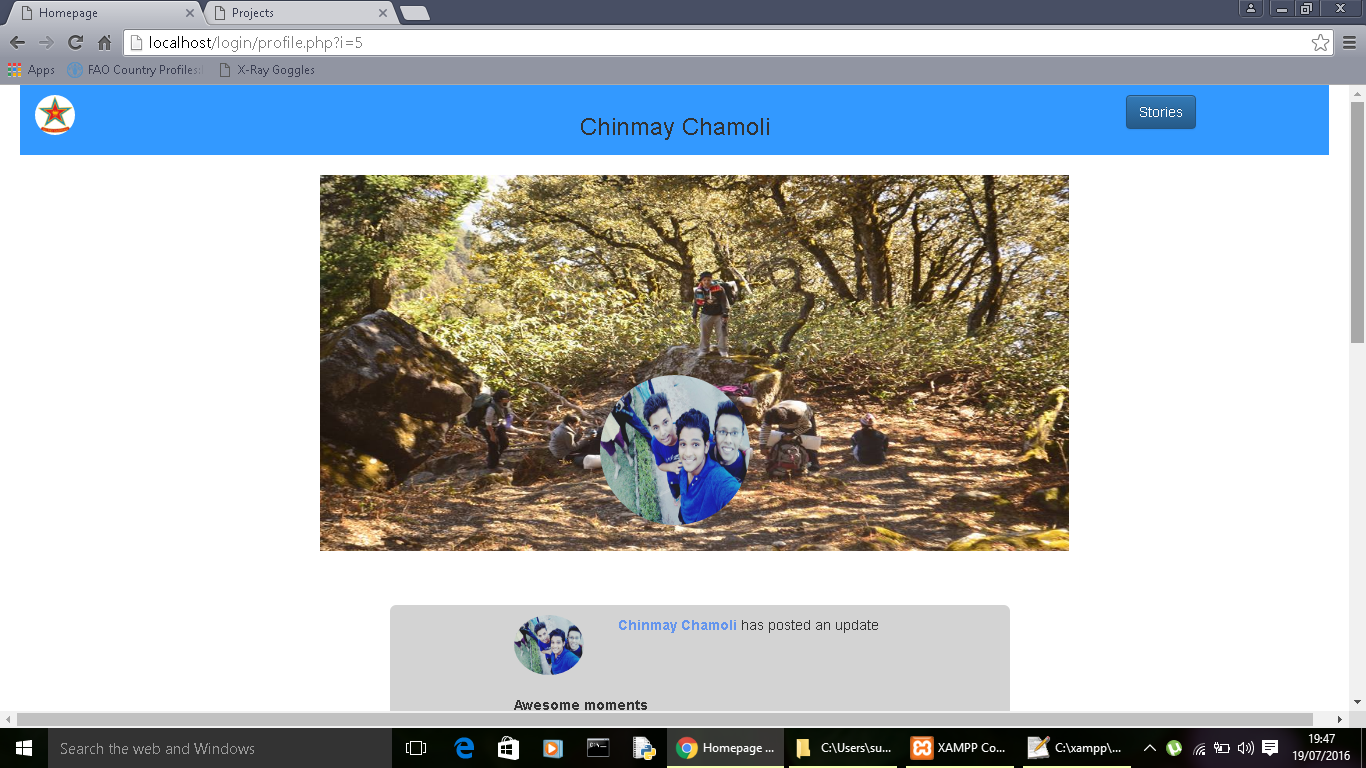 Homepage
Projects
localhost/login/profile.php?i=5
Apps
FAO Country Profiles:
X-Ray Goggles
Chinmay Chamoli
Stories
Chinmay Chamoli has posted an update
Awesome moments
Search the web and Windows
Homepage ...
C:\Users\su...
XAMPP Co...
C:\xampp\...
19:47
19/07/2016